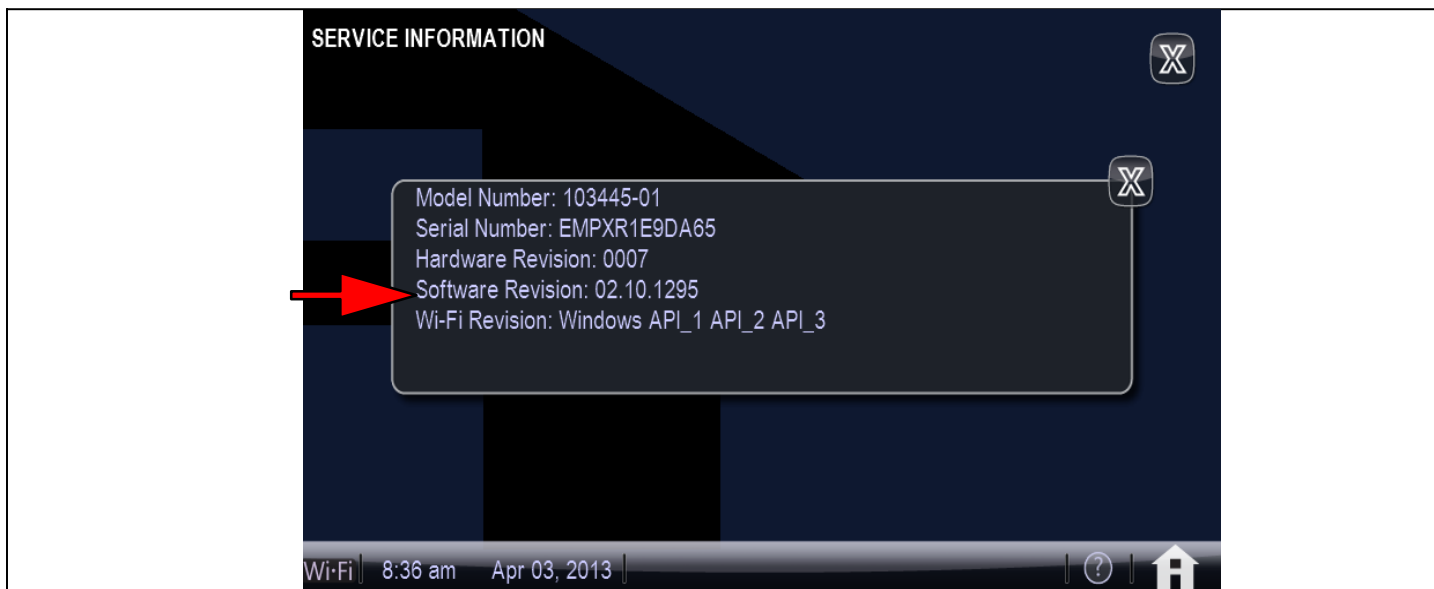 SERVICE INFORMATION
X
X
Model Number: 103445-01
Serial Number: EMPXR1E9DA65
Hardware Revision: 0007
Software Revision: 02.10.1295
Wi-Fi Revision: Windows API_1 API_2 API_3
Wi·Fi 8:36 am Apr 03, 2013 ?